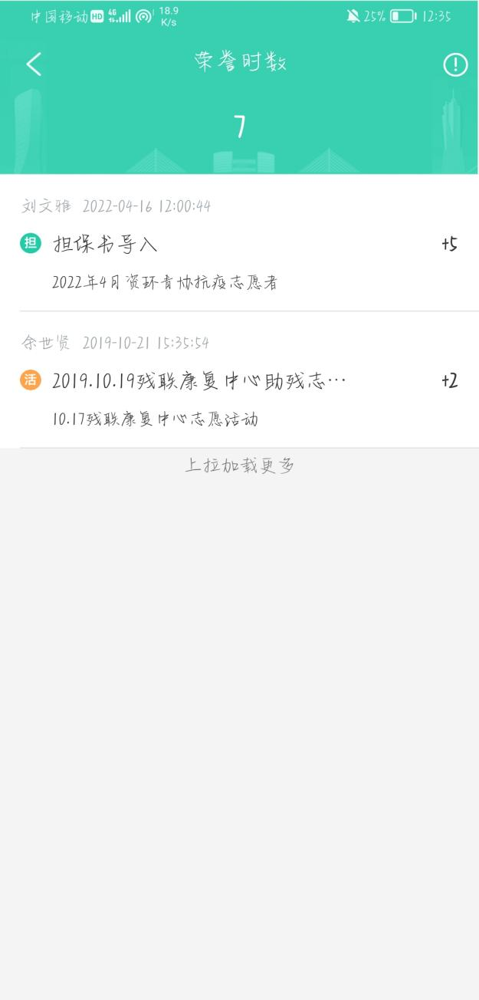 中国移动 HD 4G 18.9 K/s 25% 12:35
荣誉时数
7
刘文雅 2022-04-16 12:00:44
担 担保书导入 +5
2022年4月资环青协抗疫志愿者
余世贤 2019-10-21 15:35:54
活 2019.10.19残联康复中心助残志… +2
10.17残联康复中心志愿活动
上拉加载更多